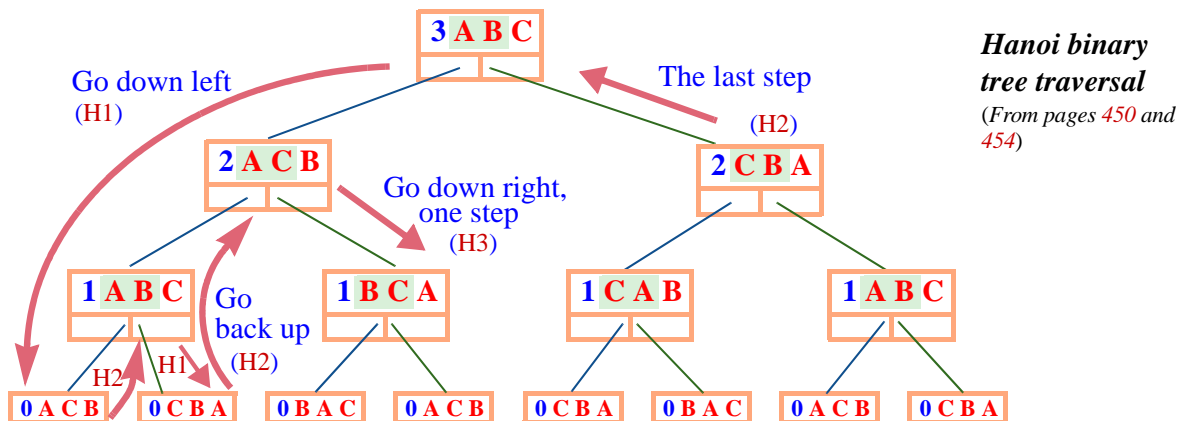 3 A B C
Hanoi binary
tree traversal
(From pages 450 and
454)
Go down left
(H1)
The last step
(H2)
2 A C B
2 C B A
Go down right,
one step
(H3)
1 A B C
1 B C A
1 C A B
1 A B C
Go
back up
(H2)
H2
H1
0 A C B
0 C B A
0 B A C
0 A C B
0 C B A
0 B A C
0 A C B
0 C B A